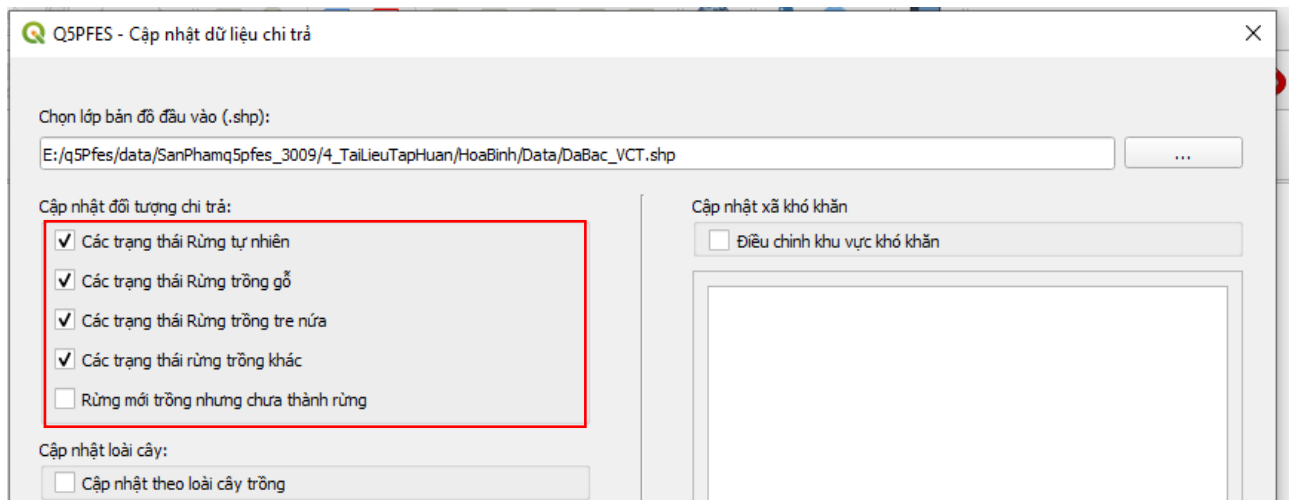 Q5PFES - Cập nhật dữ liệu chi trả
Chọn lớp bản đồ đầu vào (.shp):
E:/q5Pfes/data/SanPhamq5pfes_3009/4_TaiLieuTapHuan/HoaBinh/Data/DaBac_VCT.shp
...
Cập nhật đối tượng chi trả:
Các trạng thái Rừng tự nhiên
Các trạng thái Rừng trồng gỗ
Các trạng thái Rừng trồng tre nứa
Các trạng thái rừng trồng khác
Rừng mới trồng nhưng chưa thành rừng
Cập nhật loài cây:
Cập nhật theo loài cây trồng
Cập nhật xã khó khăn
Điều chỉnh khu vực khó khăn